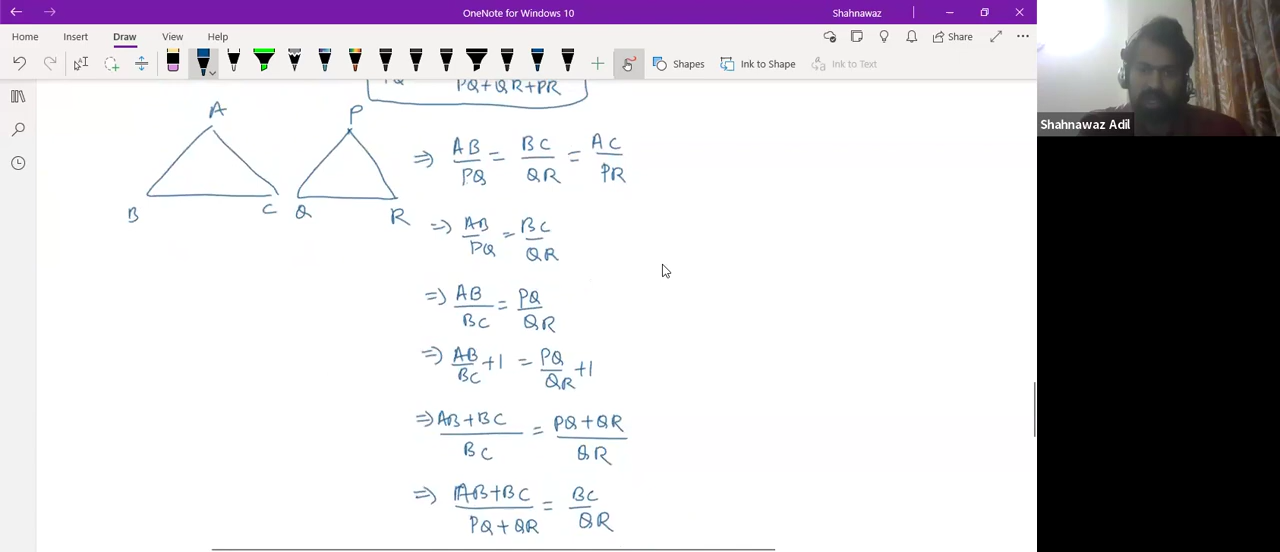 OneNote for Windows 10
Shahnawaz
Home Insert Draw View Help
Share
Shapes
Ink to Shape
Ink to Text
PQ PQ+QR+PR
Shahnawaz Adil
A P
B C Q R
⇒ AB/PQ = BC/QR = AC/PR
⇒ AB/PQ = BC/QR
⇒ AB/BC = PQ/QR
⇒ AB/BC +1 = PQ/QR +1
⇒ AB+BC/BC = PQ+QR/QR
⇒ AB+BC/PQ+QR = BC/QR